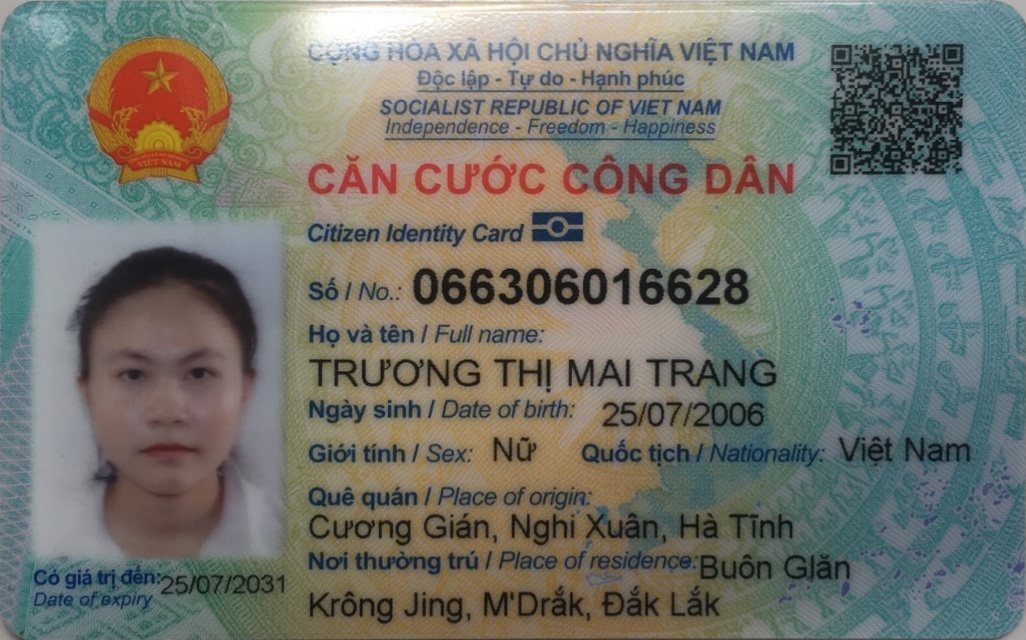 CỘNG HÒA XÃ HỘI CHỦ NGHĨA VIỆT NAM
Độc lập - Tự do - Hạnh phúc
SOCIALIST REPUBLIC OF VIET NAM
Independence - Freedom - Happiness
VIỆT NAM
CĂN CƯỚC CÔNG DÂN
Citizen Identity Card
Số / No.: 066306016628
Họ và tên / Full name:
TRƯƠNG THỊ MAI TRANG
Ngày sinh / Date of birth: 25/07/2006
Giới tính / Sex: Nữ Quốc tịch / Nationality: Việt Nam
Quê quán / Place of origin:
Cương Gián, Nghi Xuân, Hà Tĩnh
Nơi thường trú / Place of residence: Buôn Glăn
Krông Jing, M'Drắk, Đắk Lắk
Có giá trị đến: 25/07/2031
Date of expiry